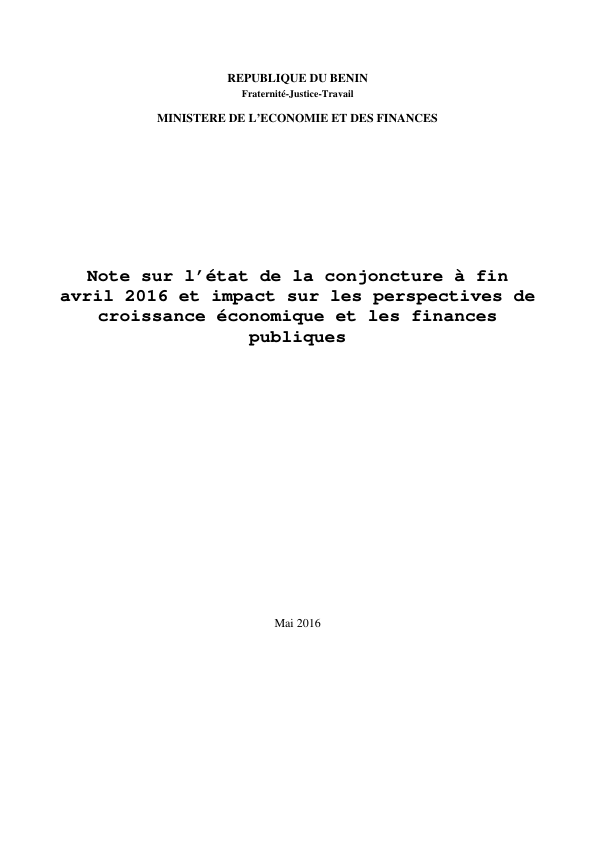 REPUBLIQUE DU BENIN
Fraternité-Justice-Travail
MINISTERE DE L’ECONOMIE ET DES FINANCES
Note sur l’état de la conjoncture à fin
avril 2016 et impact sur les perspectives de
croissance économique et les finances
publiques
Mai 2016